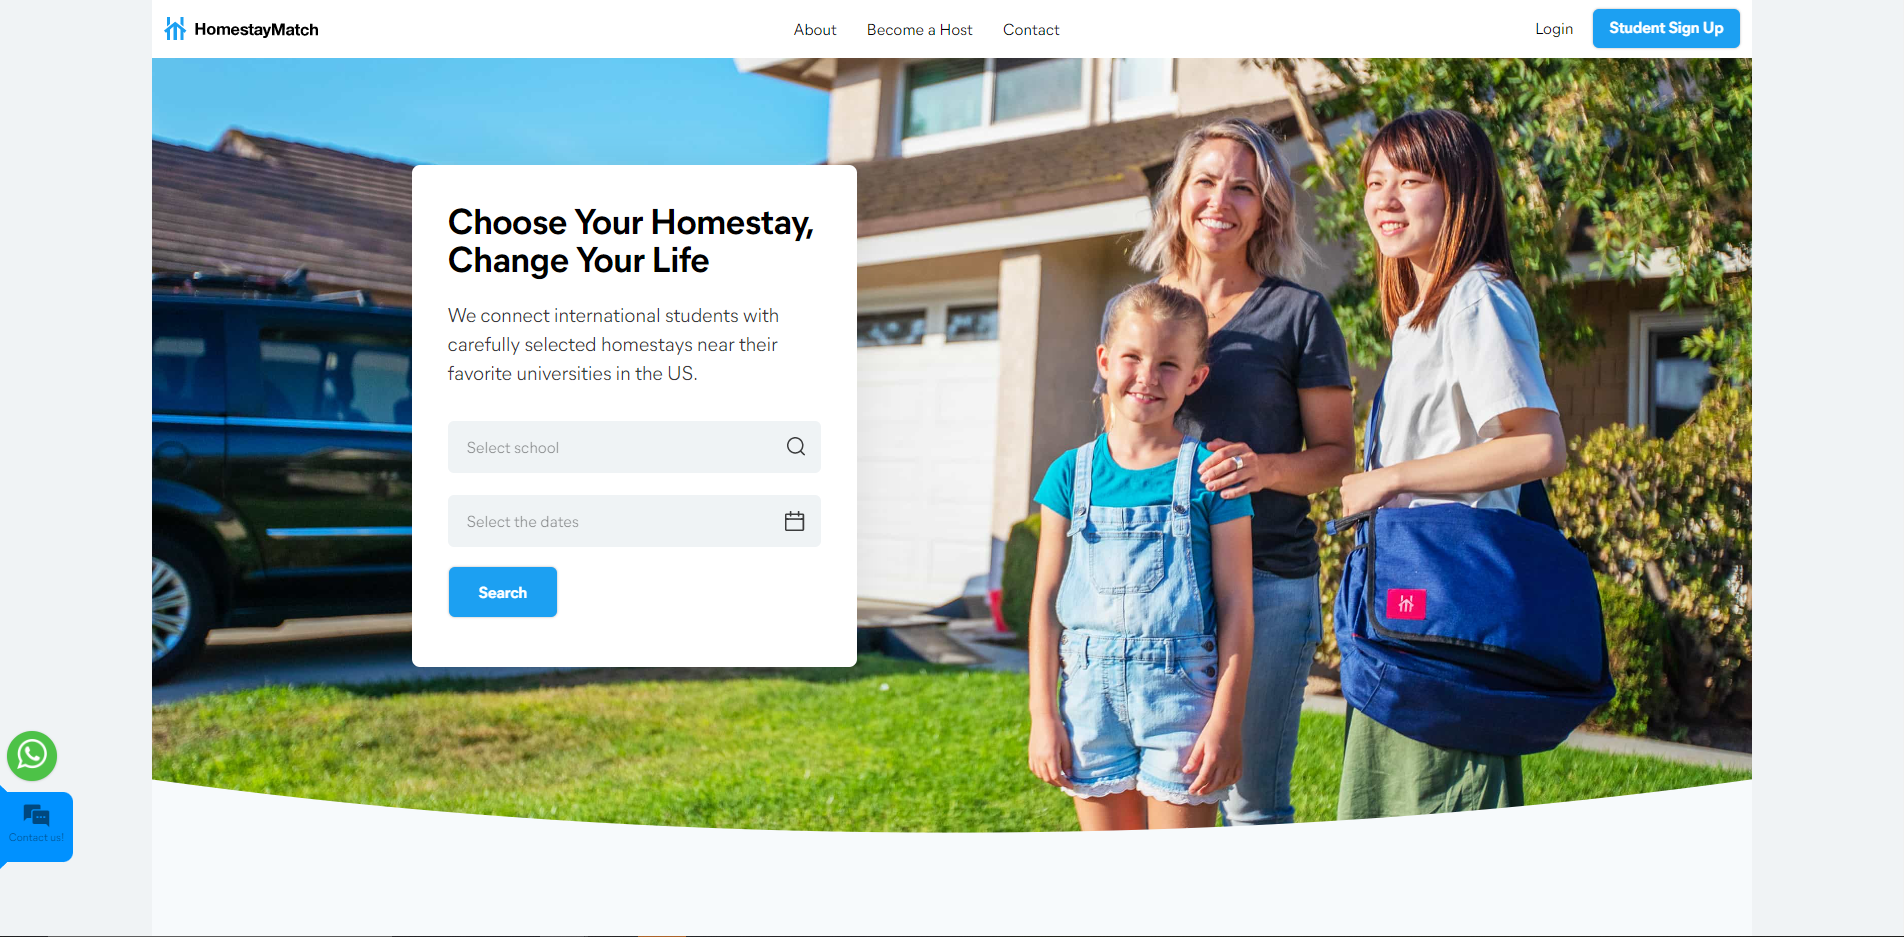 HomestayMatch
About
Become a Host
Contact
Login
Student Sign Up
Choose Your Homestay,
Change Your Life
We connect international students with
carefully selected homestays near their
favorite universities in the US.
Select school
Select the dates
Search
Contact us!